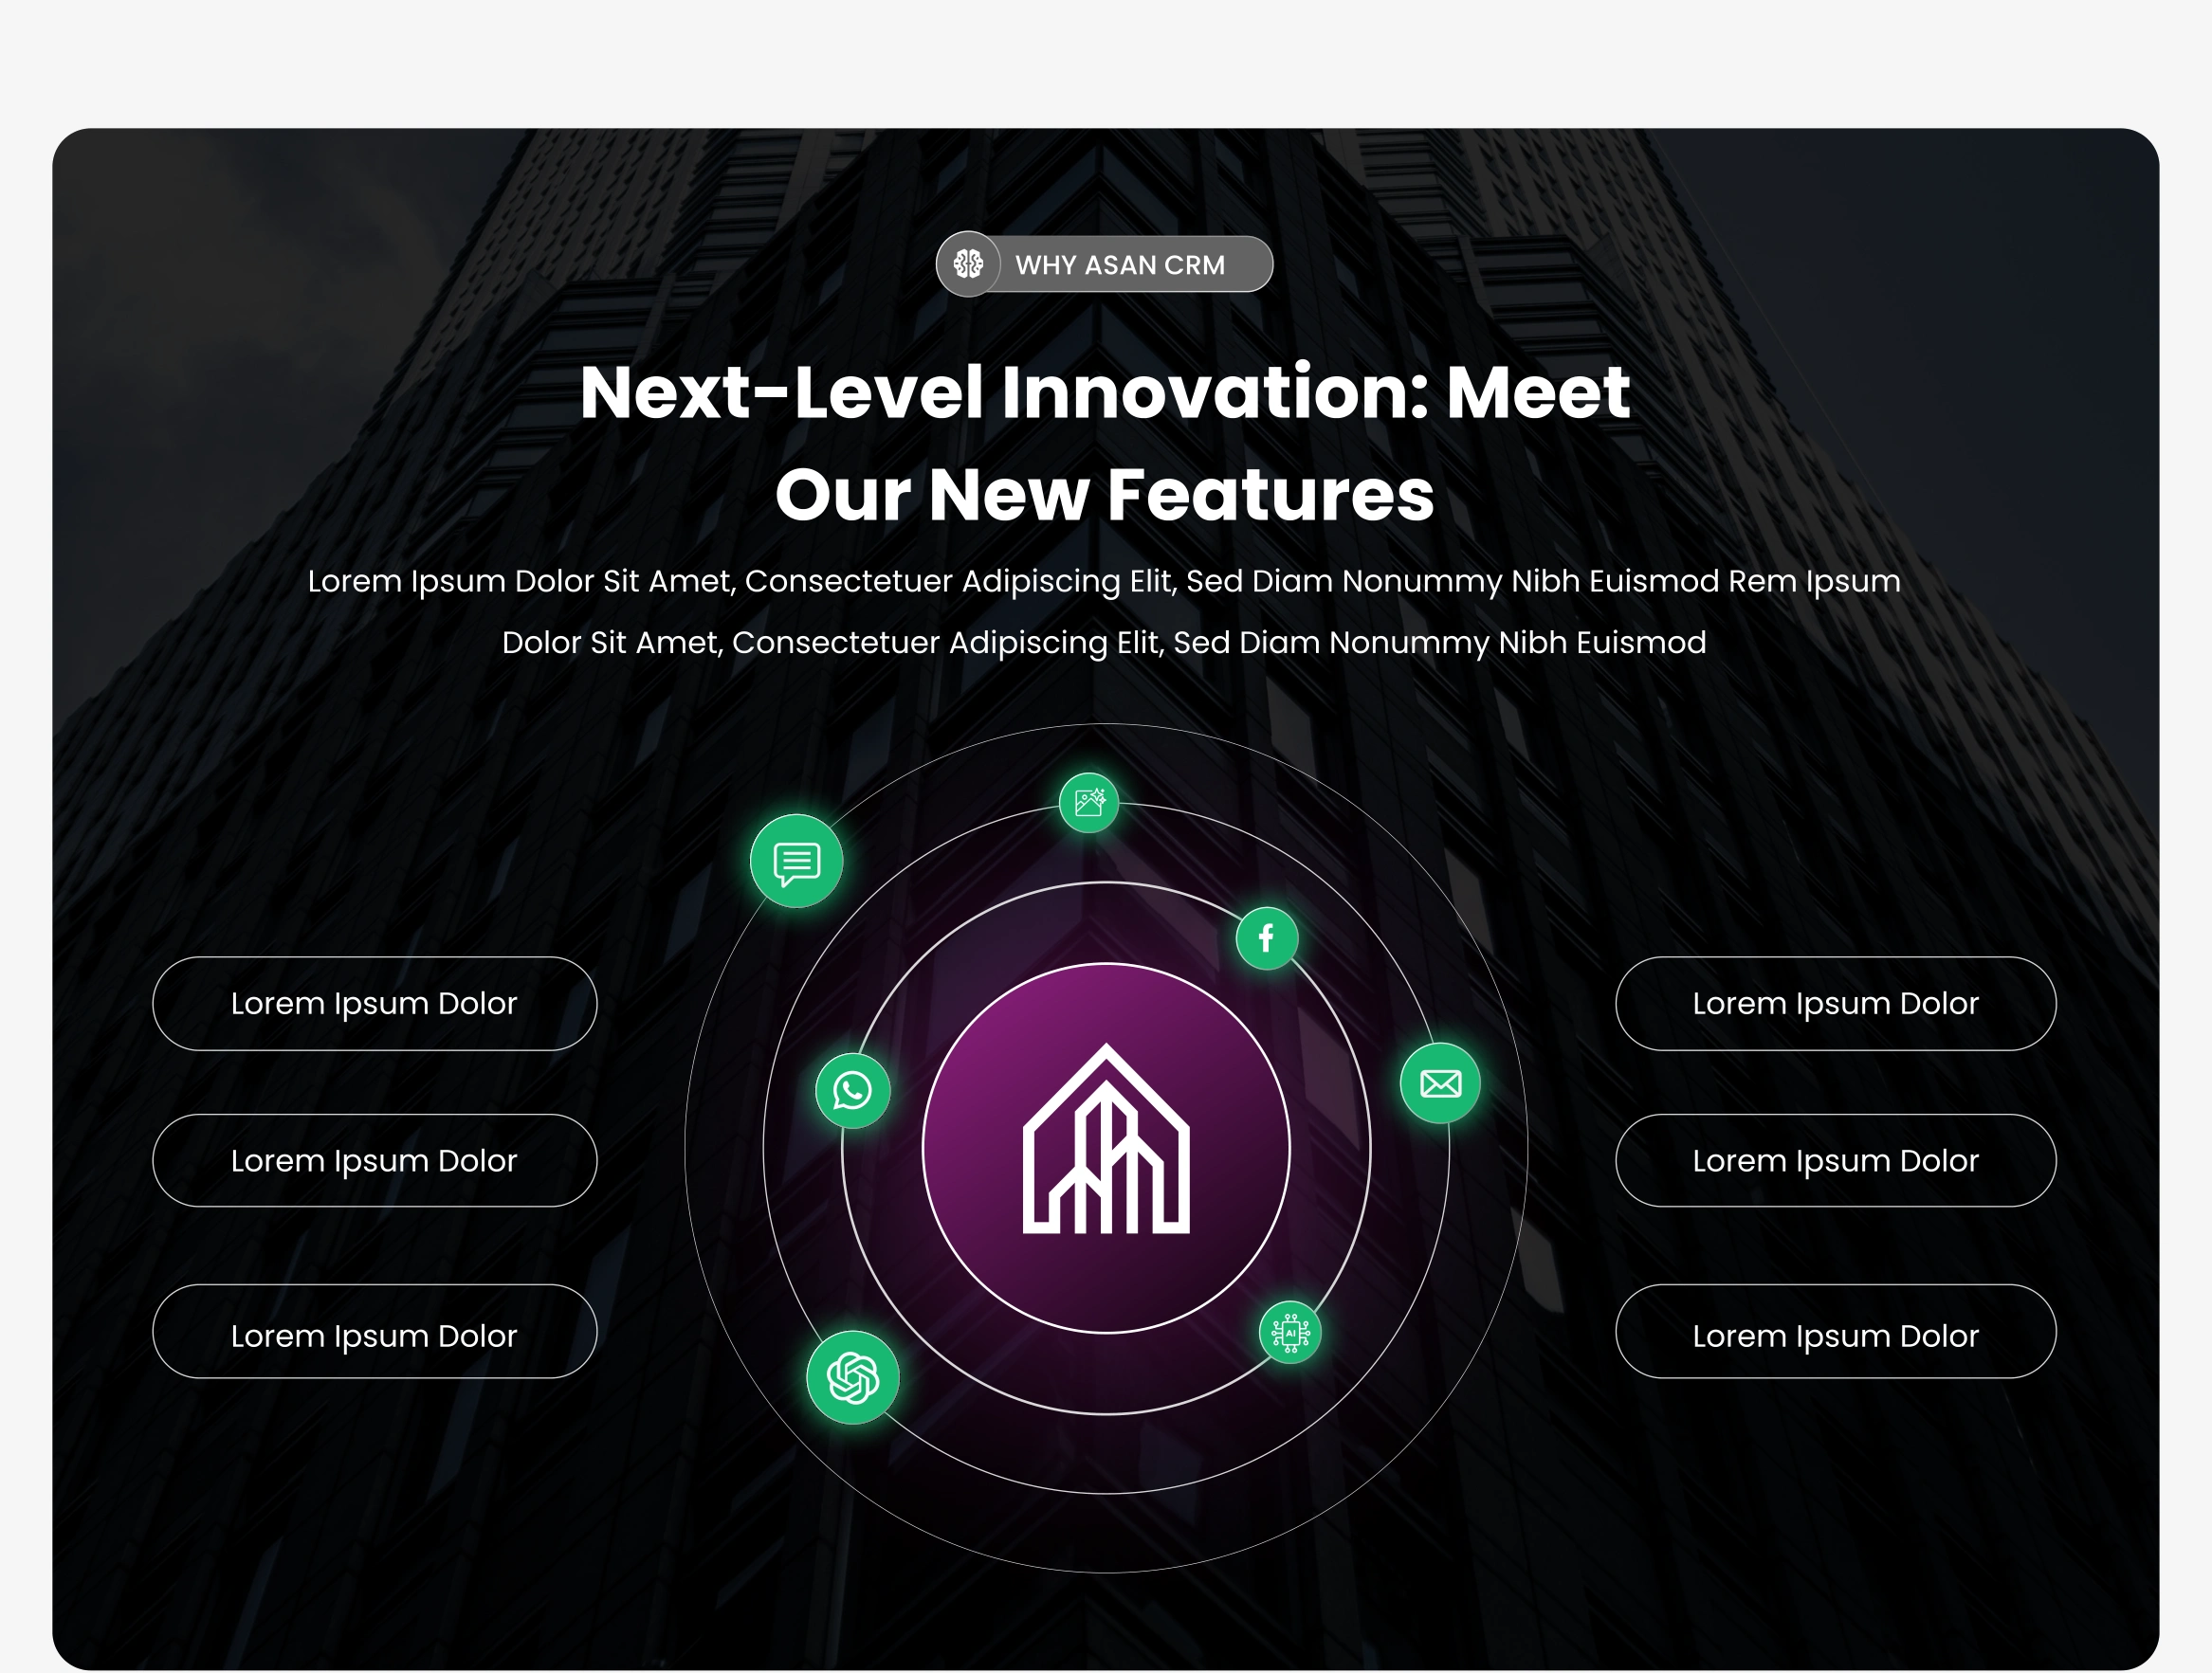 WHY ASAN CRM
Next-Level Innovation: Meet
Our New Features
Lorem Ipsum Dolor Sit Amet, Consectetuer Adipiscing Elit, Sed Diam Nonummy Nibh Euismod Rem Ipsum
Dolor Sit Amet, Consectetuer Adipiscing Elit, Sed Diam Nonummy Nibh Euismod
Lorem Ipsum Dolor
Lorem Ipsum Dolor
Lorem Ipsum Dolor
AI
Lorem Ipsum Dolor
Lorem Ipsum Dolor
Lorem Ipsum Dolor